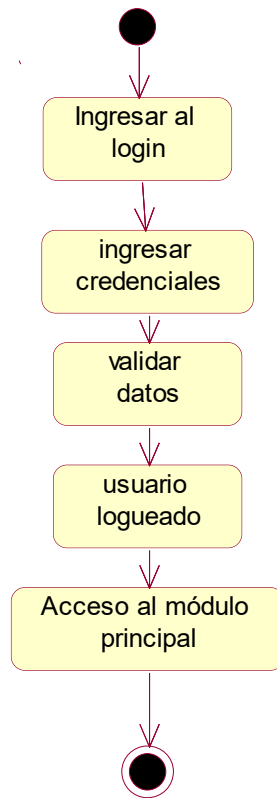 Ingresar al
login
ingresar
credenciales
validar
datos
usuario
logueado
Acceso al módulo
principal